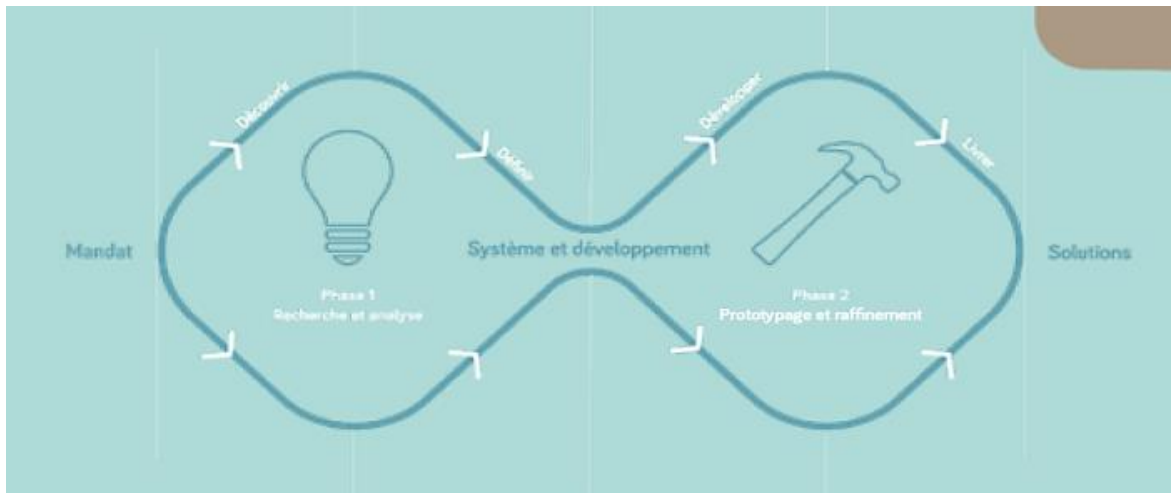 Découvrir
Définir
Développer
Livrer
Mandat
Système et développement
Solutions
Phase 1
Recherche et analyse
Phase 2
Prototypage et raffinement